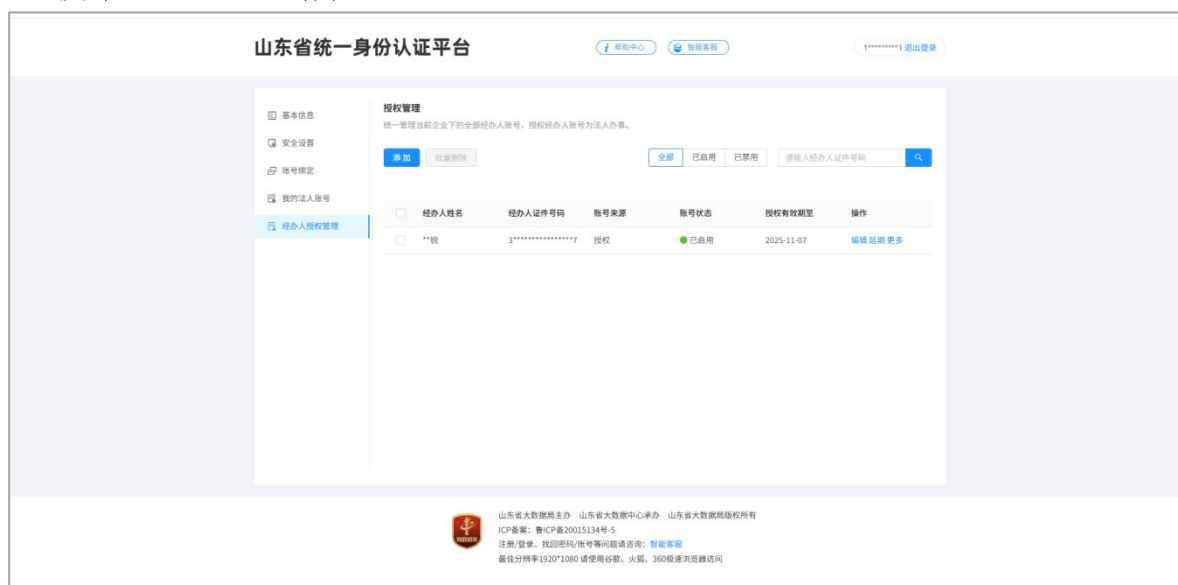 山东省统一身份认证平台
帮助中心
智能客服
1*********1 退出登录
基本信息
安全设置
账号绑定
我的法人账号
经办人授权管理
授权管理
统一管理当前企业下的全部经办人账号，授权经办人账号为法人办事。
添加 批量删除
全部 已启用 已禁用
请输入经办人证件号码
经办人姓名 经办人证件号码 账号来源 账号状态 授权有效期至 操作
**锐 3****************7 授权 已启用 2025-11-07 编辑 延期 更多
山东省大数据局主办 山东省大数据中心承办 山东省大数据局版权所有
ICP备案：鲁ICP备20015134号-5
注册/登录、找回密码/账号等问题请咨询：智能客服
最佳分辨率1920*1080 请使用谷歌、火狐、360极速浏览器访问